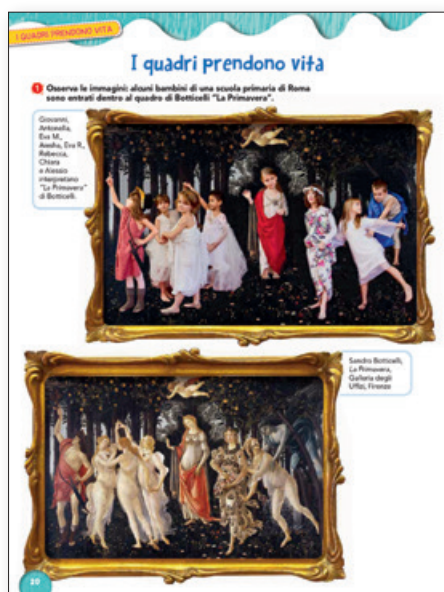 I QUADRI PRENDONO VITA
I quadri prendono vita
1 Osserva le immagini: alcuni bambini di una scuola primaria di Roma
sono entrati dentro al quadro di Botticelli “La Primavera”.
Giovanni,
Antonella,
Eva M.,
Aesha, Eva R.,
Rebecca,
Chiara
e Alessio
interpretano
“La Primavera”
di Botticelli.
Sandro Botticelli,
La Primavera,
Galleria degli
Uffizi, Firenze
20